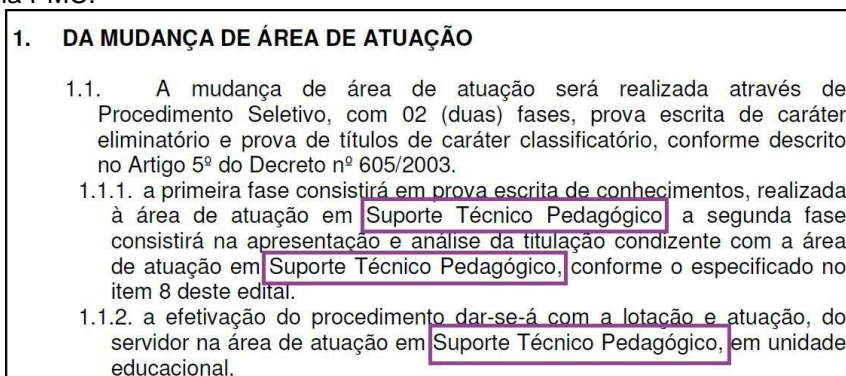 1. DA MUDANÇA DE ÁREA DE ATUAÇÃO
1.1. A mudança de área de atuação será realizada através de
Procedimento Seletivo, com 02 (duas) fases, prova escrita de caráter
eliminatório e prova de títulos de caráter classificatório, conforme descrito
no Artigo 5º do Decreto nº 605/2003.
1.1.1. a primeira fase consistirá em prova escrita de conhecimentos, realizada
à área de atuação em Suporte Técnico Pedagógico a segunda fase
consistirá na apresentação e análise da titulação condizente com a área
de atuação em Suporte Técnico Pedagógico, conforme o especificado no
item 8 deste edital.
1.1.2. a efetivação do procedimento dar-se-á com a lotação e atuação, do
servidor na área de atuação em Suporte Técnico Pedagógico, em unidade
educacional.